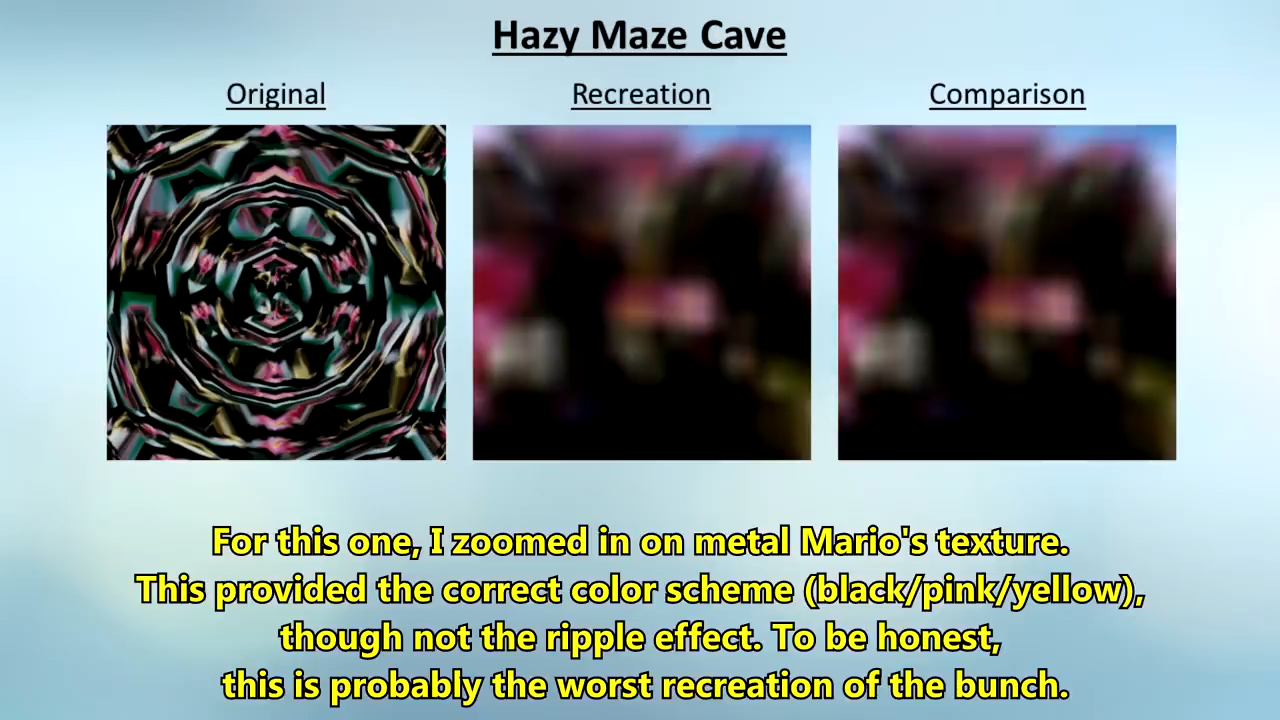 Hazy Maze Cave
Original
Recreation
Comparison
For this one, I zoomed in on metal Mario's texture.
This provided the correct color scheme (black/pink/yellow),
though not the ripple effect. To be honest,
this is probably the worst recreation of the bunch.